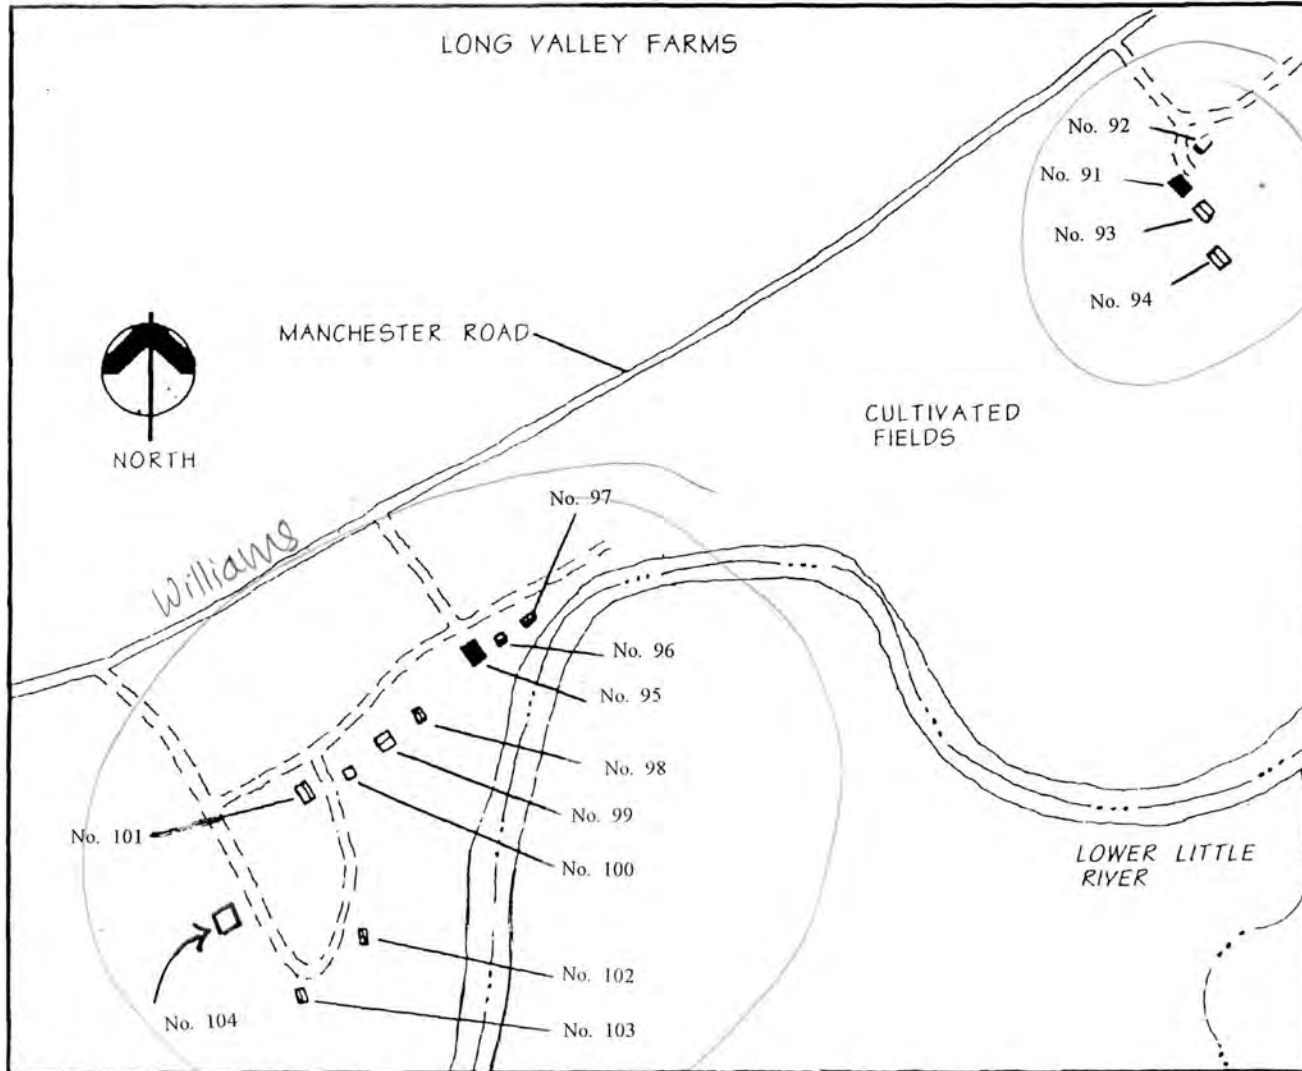 LONG VALLEY FARMS
No. 92
No. 91
No. 93
No. 94
MANCHESTER ROAD
NORTH
CULTIVATED
FIELDS
Williams
No. 97
No. 96
No. 95
No. 98
No. 99
No. 100
No. 101
No. 102
No. 103
No. 104
LOWER LITTLE
RIVER